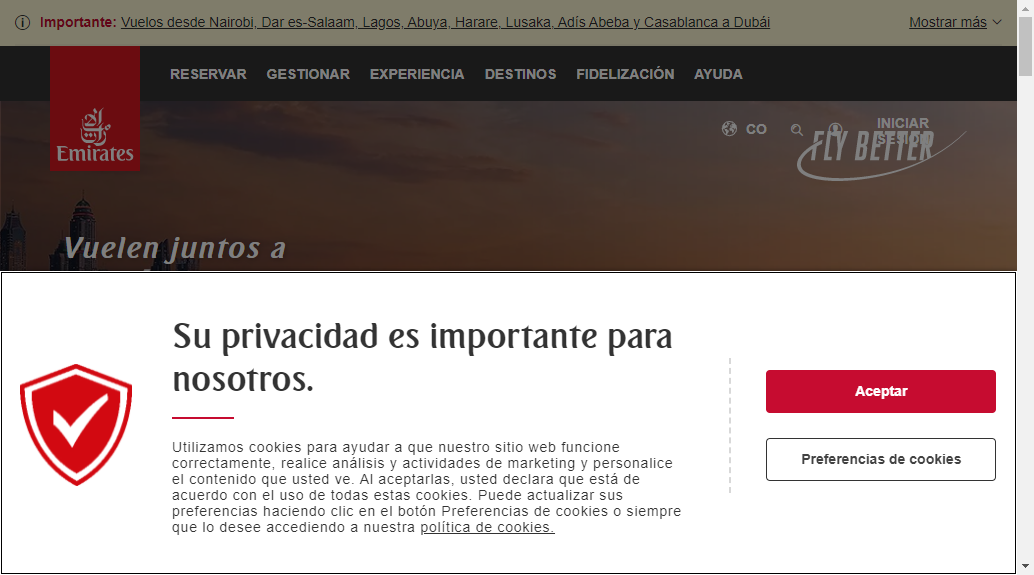 Importante: Vuelos desde Nairobi, Dar es-Salaam, Lagos, Abuya, Harare, Lusaka, Adís Abeba y Casablanca a Dubái
Mostrar más
RESERVAR GESTIONAR EXPERIENCIA DESTINOS FIDELIZACIÓN AYUDA
Emirates
CO
INICIAR
SESIÓN
FLY BETTER
Vuelen juntos a
Su privacidad es importante para
nosotros.
Utilizamos cookies para ayudar a que nuestro sitio web funcione
correctamente, realice análisis y actividades de marketing y personalice
el contenido que usted ve. Al aceptarlas, usted declara que está de
acuerdo con el uso de todas estas cookies. Puede actualizar sus
preferencias haciendo clic en el botón Preferencias de cookies o siempre
que lo desee accediendo a nuestra política de cookies.
Aceptar
Preferencias de cookies